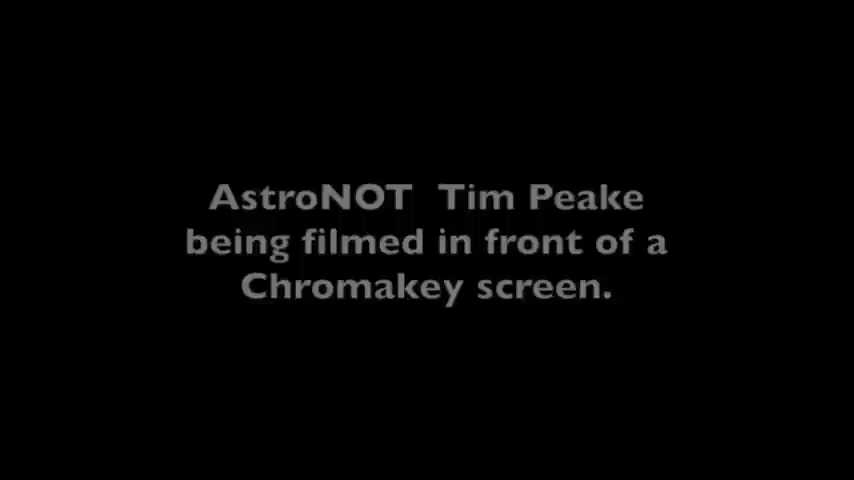 AstroNOT Tim Peake
being filmed in front of a
Chromakey screen.